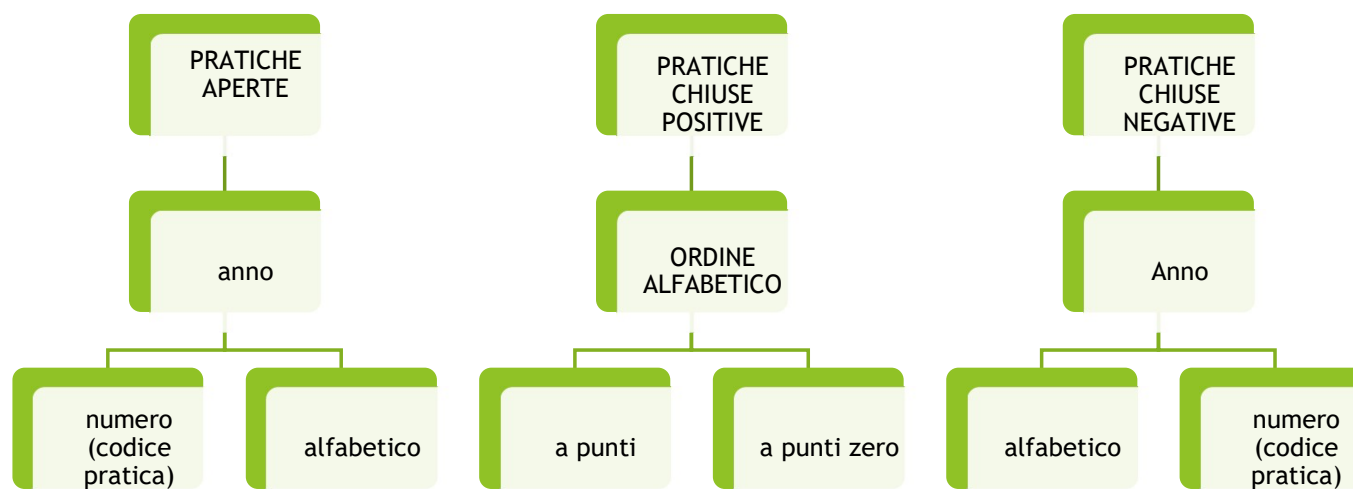 PRATICHE
APERTE
PRATICHE
CHIUSE
POSITIVE
PRATICHE
CHIUSE
NEGATIVE
anno
ORDINE
ALFABETICO
Anno
numero
(codice
pratica)
alfabetico
a punti
a punti zero
alfabetico
numero
(codice
pratica)